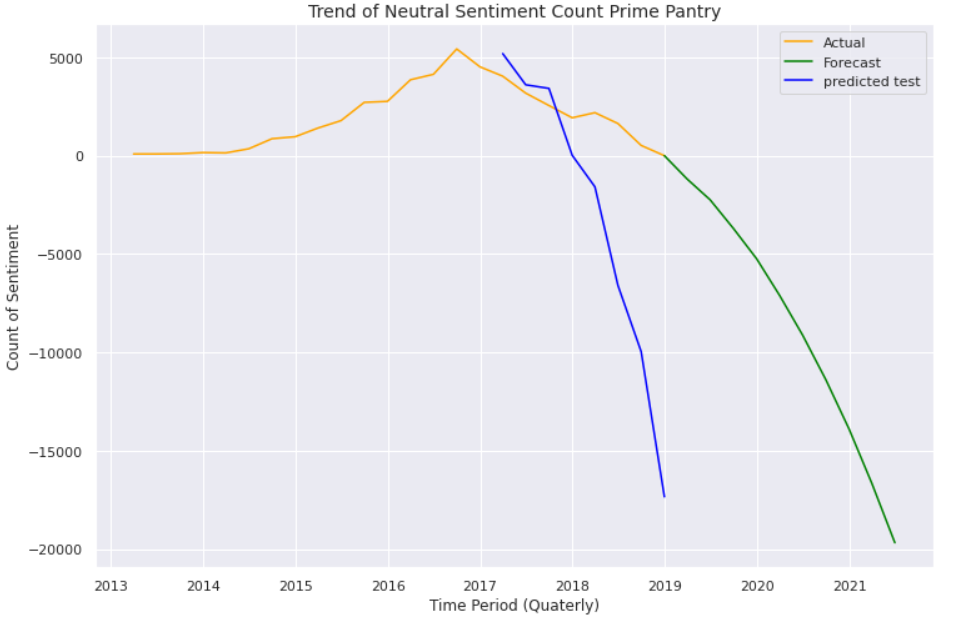 Trend of Neutral Sentiment Count Prime Pantry
Actual
Forecast
predicted test
5000
0
−5000
−10000
−15000
−20000
Count of Sentiment
2013 2014 2015 2016 2017 2018 2019 2020 2021
Time Period (Quaterly)